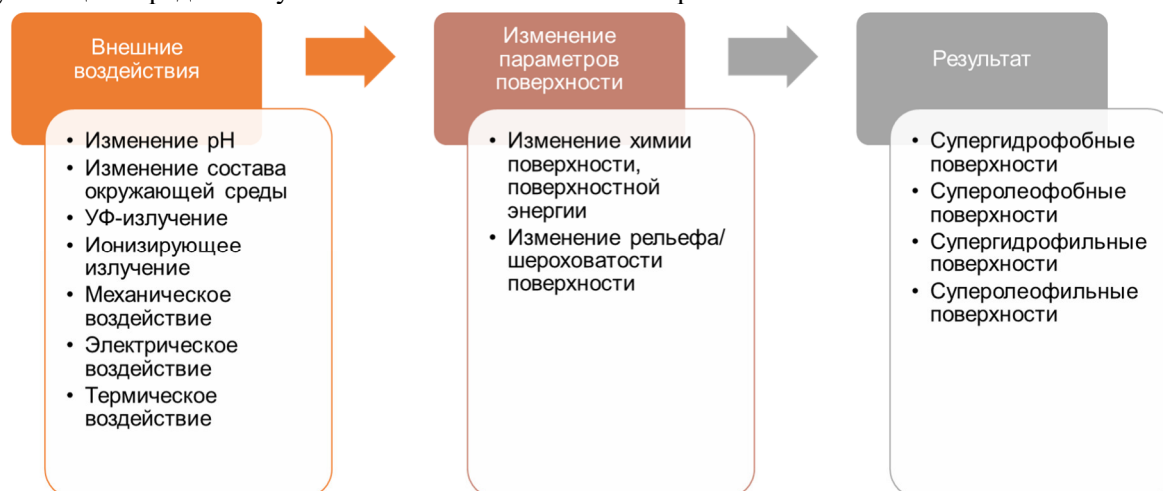 Внешние
воздействия
Изменение
параметров
поверхности
Результат
• Изменение pH
• Изменение состава
окружающей среды
• УФ-излучение
• Ионизирующее
излучение
• Механическое
воздействие
• Электрическое
воздействие
• Термическое
воздействие
• Изменение химии
поверхности,
поверхностной
энергии
• Изменение рельефа/
шероховатости
поверхности
• Супергидрофобные
поверхности
• Суперолеофобные
поверхности
• Супергидрофильные
поверхности
• Суперолеофильные
поверхности